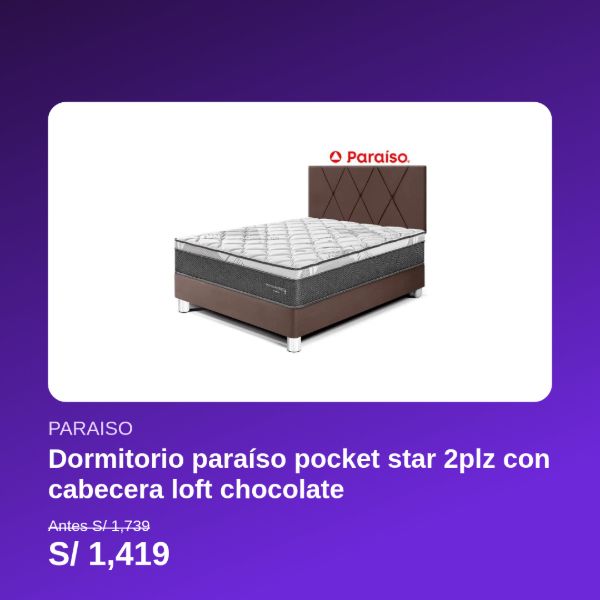 Paraíso
PARAISO
Dormitorio paraíso pocket star 2plz con
cabecera loft chocolate
Antes S/ 1,739
S/ 1,419